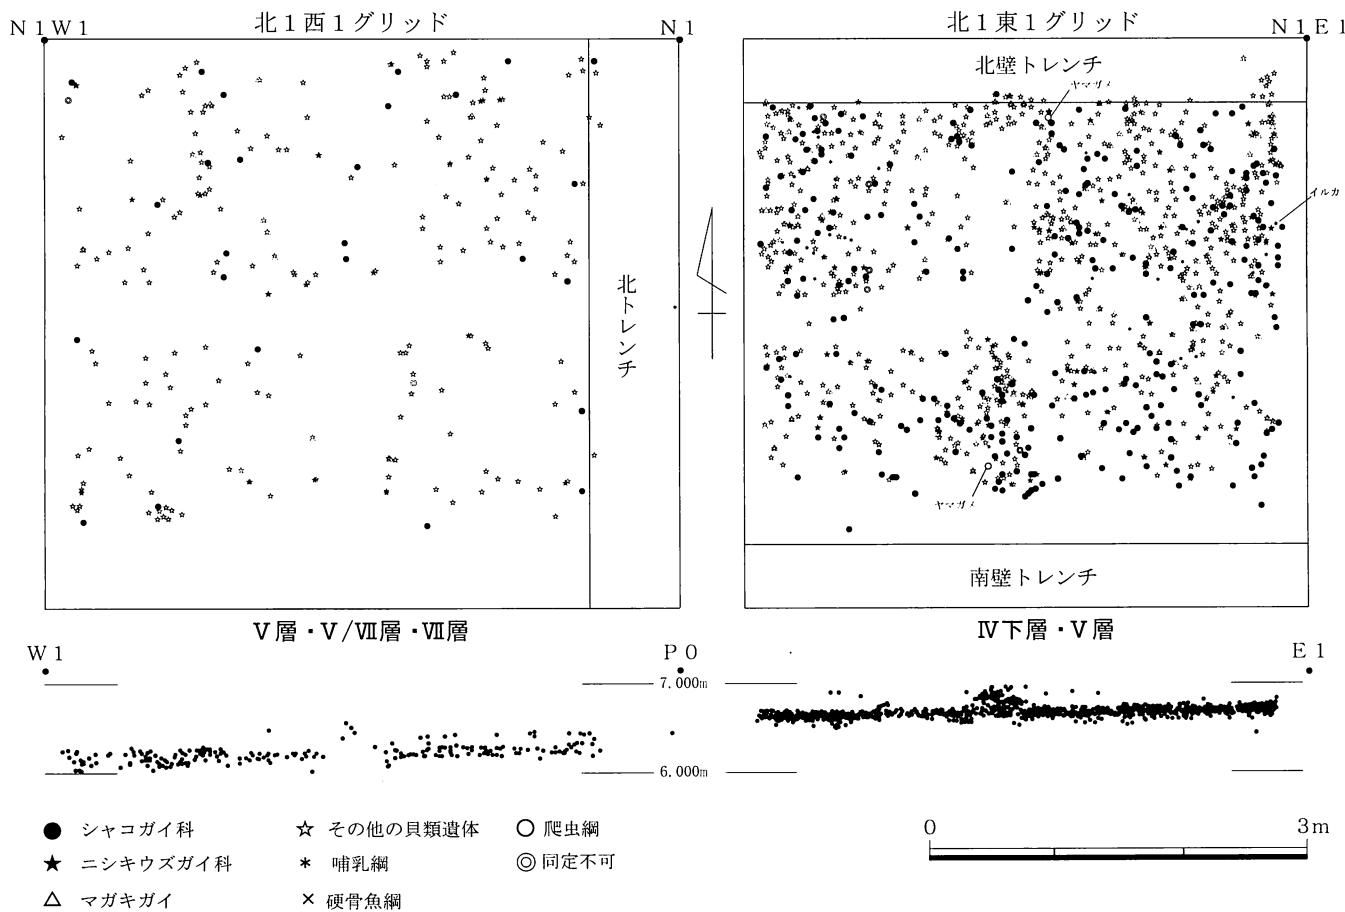 N1W1
北1西1グリッド
N1
北1東1グリッド
N1E1
北壁トレンチ
ヤマガメ
イルカ
北トレンチ
ヤマガメ
南壁トレンチ
Ⅴ層・Ⅴ/Ⅶ層・Ⅶ層
Ⅳ下層・Ⅴ層
W1
P0
E1
7.000m
6.000m
● シャコガイ科
☆ その他の貝類遺体
○ 爬虫綱
★ ニシキウズガイ科
* 哺乳綱
◎ 同定不可
△ マガキガイ
× 硬骨魚綱
0
3m